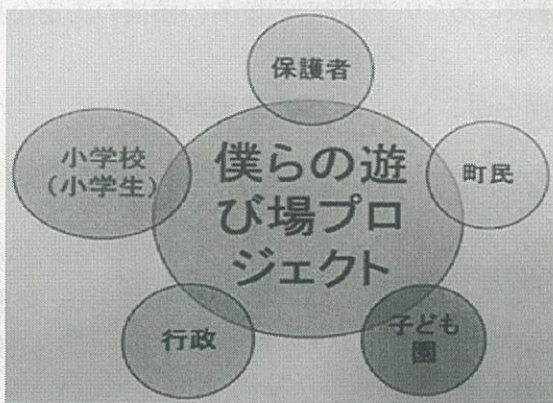 保護者
小学校
(小学生)
僕らの遊
び場プロ
ジェクト
町民
行政
子ども
園